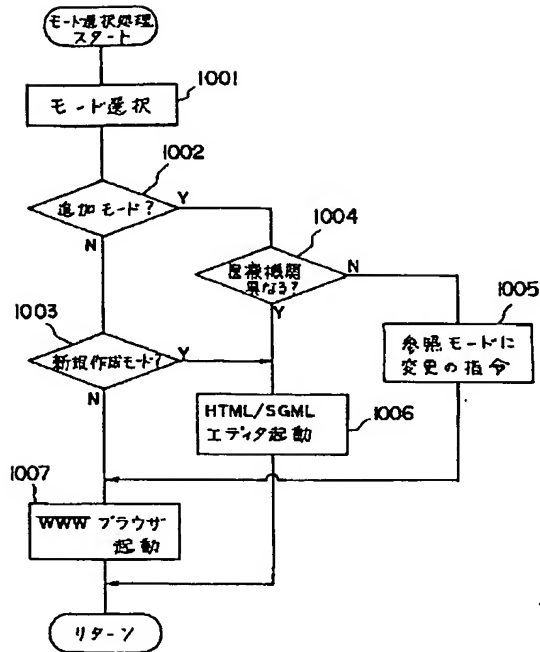 モード選択処理
スタート
1001
モード選択
1002
追加モード?
Y
N
1004
医療機関
異なる?
N
Y
1005
参照モードに
変更の指令
1003
新規作成モード?
Y
N
HTML/SGML
エディタ起動
1006
1007
WWW ブラウザ
起動
リターン